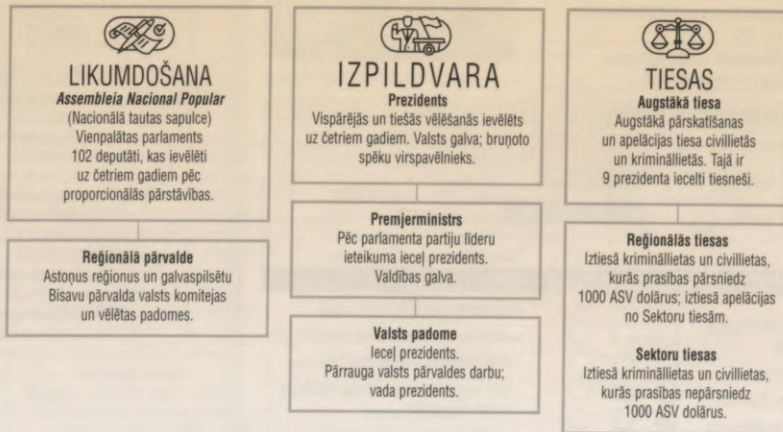 LIKUMDOŠANA
Assembleia Nacional Popular
(Nacionālā tautas sapulce)
Vienpalātas parlaments
102 deputāti, kas ievēlēti
uz četriem gadiem pēc
proporcionālās pārstāvības.
Reģionālā pārvalde
Astoņus reģionus un galvaspilsētu
Bisavu pārvalda valsts komitejas
un vēlētas padomes.
IZPILDVARA
Prezidents
Vispārējās un tiešās vēlēšanās ievēlēts
uz četriem gadiem. Valsts galva; bruņoto
spēku virspavēlnieks.
Premjerministrs
Pēc parlamenta partiju līderu
ieteikuma ieceļ prezidents.
Valdības galva.
Valsts padome
Ieceļ prezidents.
Pārrauga valsts pārvaldes darbu;
vada prezidents.
TIESAS
Augstākā tiesa
Augstākā pārskatīšanas
un apelācijas tiesa civillietās
un krimināllietās. Tajā ir
9 prezidenta iecelti tiesneši.
Reģionālās tiesas
Iztiesā krimināllietas un civillietas,
kurās prasības pārsniedz
1000 ASV dolārus; iztiesā apelācijas
no Sektoru tiesām.
Sektoru tiesas
Iztiesā krimināllietas un civillietas,
kurās prasības nepārsniedz
1000 ASV dolārus.